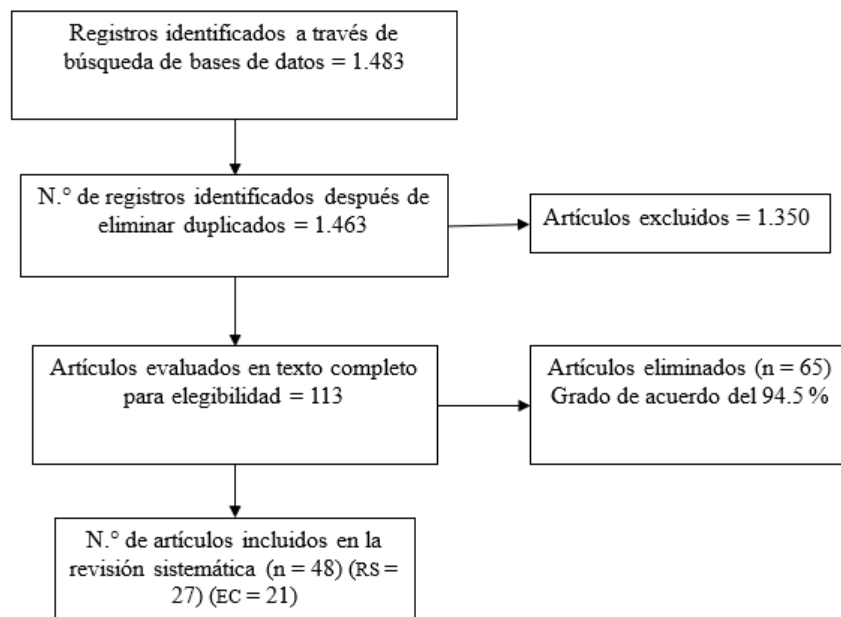 Registros identificados a través de
búsqueda de bases de datos = 1.483
N.° de registros identificados después de
eliminar duplicados = 1.463
Artículos excluidos = 1.350
Artículos evaluados en texto completo
para elegibilidad = 113
Artículos eliminados (n = 65)
Grado de acuerdo del 94.5 %
N.° de artículos incluidos en la
revisión sistemática (n = 48) (RS =
27) (EC = 21)